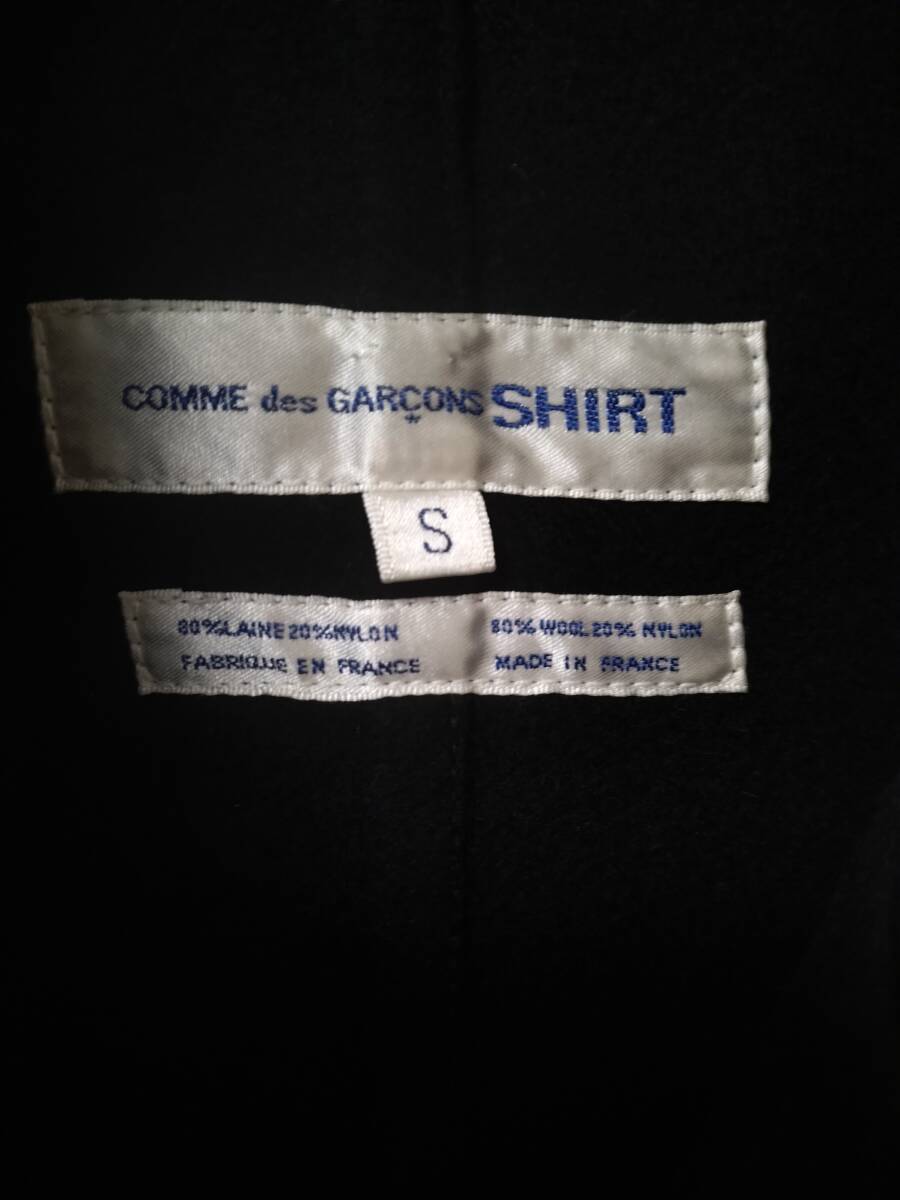 COMME des GARÇONS SHIRT
S
80%LAINE 20%NYLON
FABRIQUE EN FRANCE
80% WOOL 20% NYLON
MADE IN FRANCE